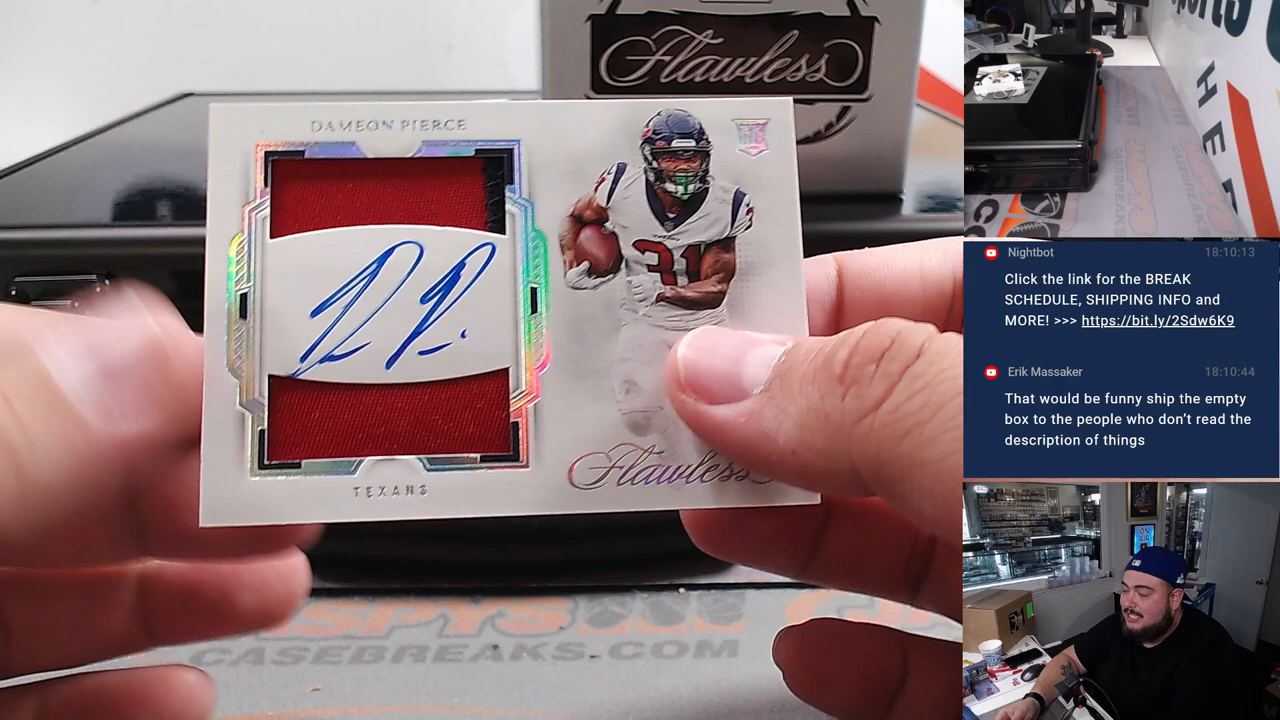 Flawless
DAMEON PIERCE
31
TEXANS
Flawless
CASEBREAKS.COM
Nightbot 18:10:13
Click the link for the BREAK
SCHEDULE, SHIPPING INFO and
MORE! >>> https://bit.ly/2Sdw6K9
Erik Massaker 18:10:44
That would be funny ship the empty
box to the people who don’t read the
description of things
ON
AIR